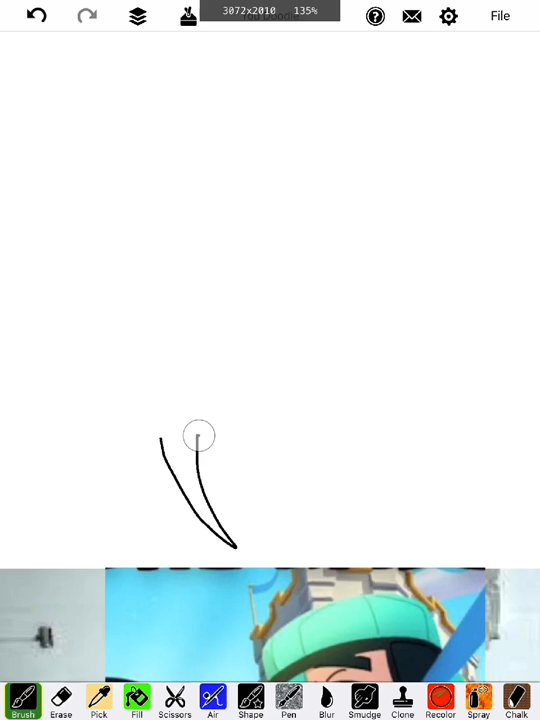 3072x2010 135%
File
Brush Erase Pick Fill Scissors Air Shape Pen Blur Smudge Clone Recolor Spray Chalk